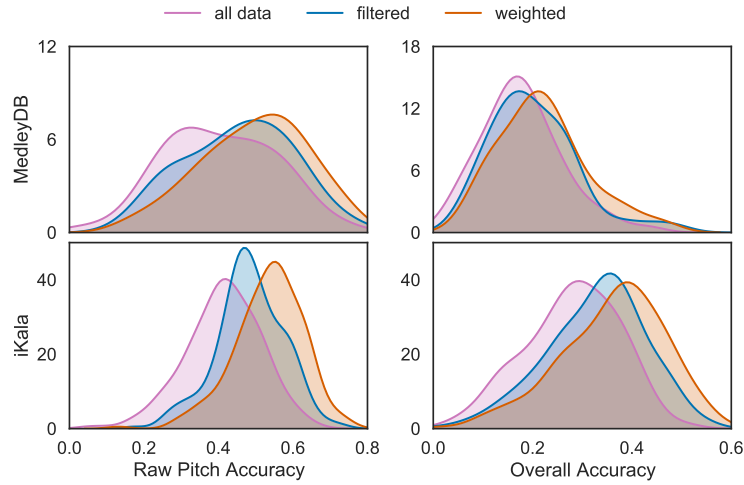 all data filtered weighted
12 18
MedleyDB
12
6 6
0 0
iKala
40 40
20 20
0 0
0.0 0.2 0.4 0.6 0.8 0.0 0.2 0.4 0.6
Raw Pitch Accuracy Overall Accuracy